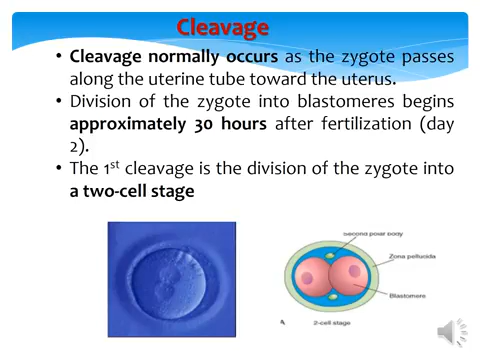 Cleavage
• Cleavage normally occurs as the zygote passes
along the uterine tube toward the uterus.
• Division of the zygote into blastomeres begins
approximately 30 hours after fertilization (day
2).
• The 1st cleavage is the division of the zygote into
a two-cell stage
Second polar body
Zona pellucida
Blastomere
A
2-cell stage